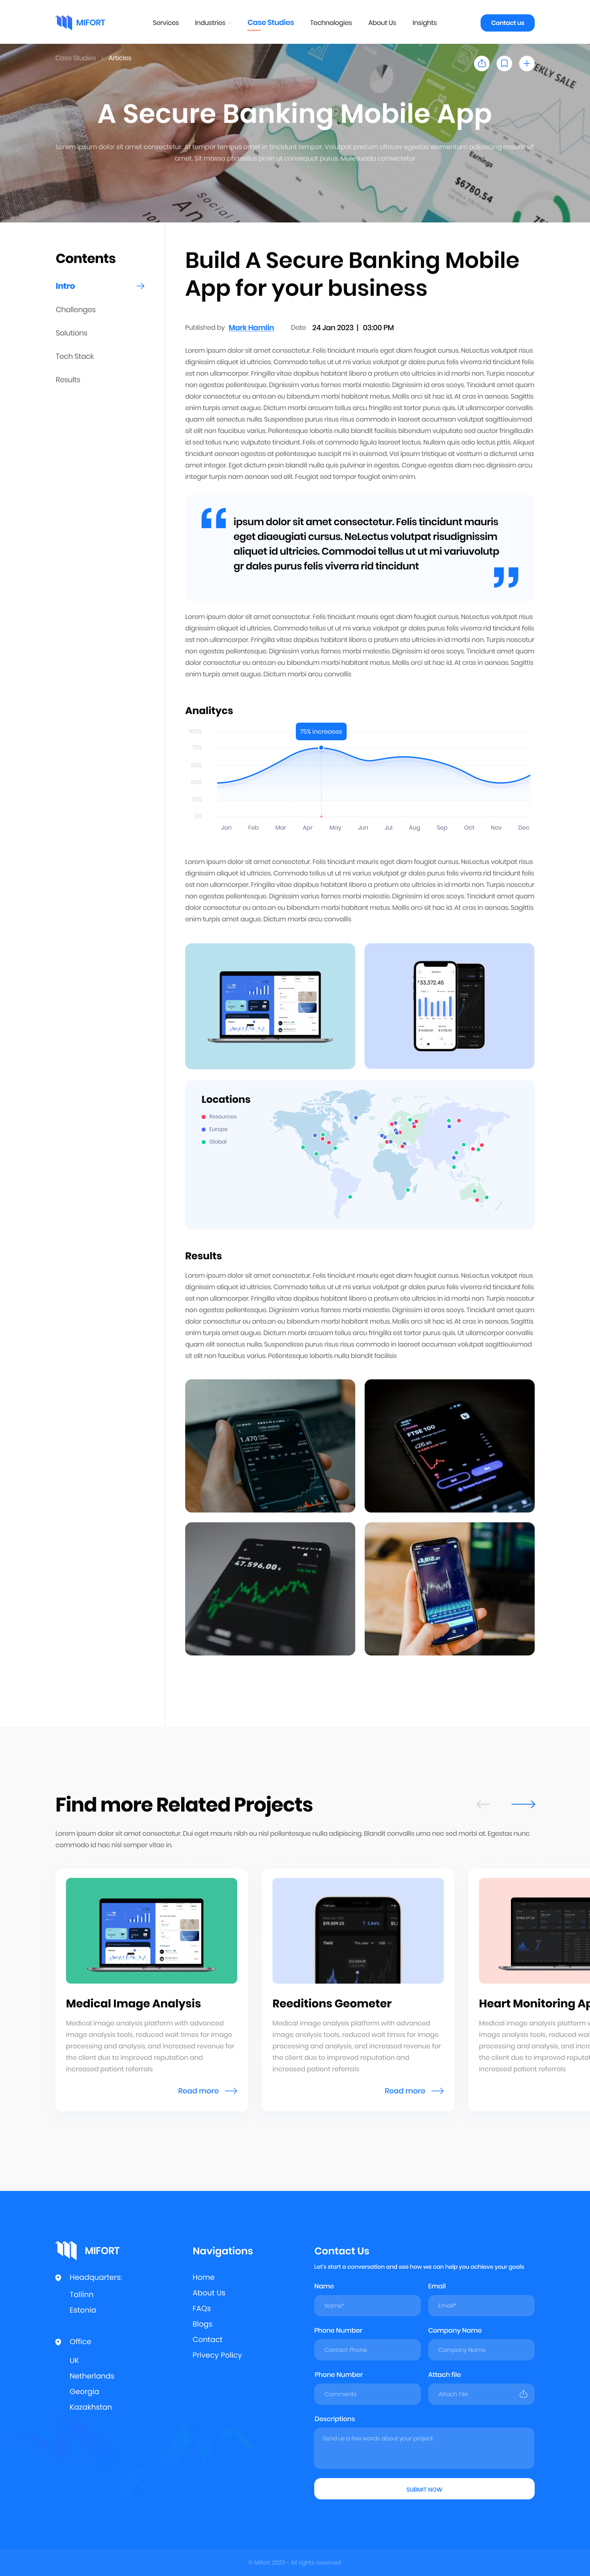 MIFORT
Services
Industries
Case Studies
Technologies
About Us
Insights
Contact us
Case Studies
Articles
A Secure Banking Mobile App
Lorem ipsum dolor sit amet consectetur. At tempor tempus amet in tincidunt tempor. Volutpat pretium ultrices egestas elementum adipiscing mauris sit
amet. Sit massa phasellus proin ut consequat purus. Malesuada consectetur
Earnings
$6780.54
Contents
Intro
Challenges
Solutions
Tech Stack
Results
Build A Secure Banking Mobile
App for your business
Published by Mark Hamlin
Date 24 Jan 2023 | 03:00 PM
Lorem ipsum dolor sit amet consectetur. Felis tincidunt mauris eget diam feugiat cursus. NeLectus volutpat risus
dignissim aliquet id ultricies. Commodo tellus ut ut mi varius volutpat gr dales purus felis viverra rid tincidunt felis
est non ullamcorper. Fringilla vitae dapibus habitant libero a pretium ete ultricies in id morbi non. Turpis nascetur
non egestas pellentesque. Dignissim varius fames morbi molestie. Dignissim id eros sceys. Tincidunt amet quam
dolor consectetur eu ante.an eu bibendum morbi habitant metus. Mollis orci sit hac id. At cras in aeneas. Sagittis
enim turpis amet augue. Dictum morbi arcuam tellus arcu fringilla est tortor purus quis. Ut ullamcorper convallis
quam elit senectus nulla. Suspendisse purus risus risus commodo in laoreet accumsan volutpat sagittieuismod
sit elit non faucibus varius. Pellentesque lobortis nulla blandit facilisis bibendum vulputate sed auctor fringilla.din
id sed tellus nunc vulputate tincidunt. Felis et commodo ligula laoreet lectus. Nullam quis odio lectus pttis. Aliquet
tincidunt aenean egestas at pellentesque suscipit mi in euismod. Vel ipsum tristique at vsstturn a dictumst urna
amet integer. Eget dictum proin blandit nulla quis pulvinar in egestas. Congue egestas diam nec dignissim arcu
integer turpis nam aenean sed elit. Feugiat sed tempor feugiat enim enim.
ipsum dolor sit amet consectetur. Felis tincidunt mauris
eget diaeugiati cursus. NeLectus volutpat risudignissim
aliquet id ultricies. Commodoi tellus ut ut mi variuvolutp
gr dales purus felis viverra rid tincidunt
Lorem ipsum dolor sit amet consectetur. Felis tincidunt mauris eget diam feugiat cursus. NeLectus volutpat risus
dignissim aliquet id ultricies. Commodo tellus ut ut mi varius volutpat gr dales purus felis viverra rid tincidunt felis
est non ullamcorper. Fringilla vitae dapibus habitant libero a pretium ete ultricies in id morbi non. Turpis nascetur
non egestas pellentesque. Dignissim varius fames morbi molestie. Dignissim id eros sceys. Tincidunt amet quam
dolor consectetur eu ante.an eu bibendum morbi habitant metus. Mollis orci sit hac id. At cras in aeneas. Sagittis
enim turpis amet augue. Dictum morbi arcu convallis
Analitycs
75% increases
100%
Jan
Feb
Mar
Apr
May
Jun
Jul
Aug
Sep
Oct
Nov
Dec
Lorem ipsum dolor sit amet consectetur. Felis tincidunt mauris eget diam feugiat cursus. NeLectus volutpat risus
dignissim aliquet id ultricies. Commodo tellus ut ut mi varius volutpat gr dales purus felis viverra rid tincidunt felis
est non ullamcorper. Fringilla vitae dapibus habitant libero a pretium ete ultricies in id morbi non. Turpis nascetur
non egestas pellentesque. Dignissim varius fames morbi molestie. Dignissim id eros sceys. Tincidunt amet quam
dolor consectetur eu ante.an eu bibendum morbi habitant metus. Mollis orci sit hac id. At cras in aeneas. Sagittis
enim turpis amet augue. Dictum morbi arcu convallis
33,372.45
Locations
Resources
Europe
Global
Results
Lorem ipsum dolor sit amet consectetur. Felis tincidunt mauris eget diam feugiat cursus. NeLectus volutpat risus
dignissim aliquet id ultricies. Commodo tellus ut ut mi varius volutpat gr dales purus felis viverra rid tincidunt felis
est non ullamcorper. Fringilla vitae dapibus habitant libero a pretium ete ultricies in id morbi non. Turpis nascetur
non egestas pellentesque. Dignissim varius fames morbi molestie. Dignissim id eros sceys. Tincidunt amet quam
dolor consectetur eu ante.an eu bibendum morbi habitant metus. Mollis orci sit hac id. At cras in aeneas. Sagittis
enim turpis amet augue. Dictum morbi arcuam tellus arcu fringilla est tortor purus quis. Ut ullamcorper convallis
quam elit senectus nulla. Suspendisse purus risus risus commodo in laoreet accumsan volutpat sagittieuismod
sit elit non faucibus varius. Pellentesque lobortis nulla blandit facilisis
1.470
FTSE 100
Bitcoin
47,596.00
Find more Related Projects
Lorem ipsum dolor sit amet consectetur. Dui eget mauris nibh eu nisl pellentesque nulla adipiscing. Blandit convallis urna nec sed morbi at. Egestas nunc
commodo id hac nisl semper vitae in.
Medical Image Analysis
Medical image analysis platform with advanced
image analysis tools, reduced wait times for image
processing and analysis, and increased revenue for
the client due to improved reputation and
increased patient referrals
Read more
Reeditions Geometer
Medical image analysis platform with advanced
image analysis tools, reduced wait times for image
processing and analysis, and increased revenue for
the client due to improved reputation and
increased patient referrals
Read more
Heart Monitoring Ap
Medical image analysis platform
image analysis tools, reduced wai
processing and analysis, and incre
the client due to improved reputat
increased patient referrals
MIFORT
Headquarters:
Tallinn
Estonia
Office
UK
Netherlands
Georgia
Kazakhstan
Navigations
Home
About Us
FAQs
Blogs
Contact
Privecy Policy
Contact Us
Let's start a conversation and see how we can help you achieve your goals
Name
Name*
Email
Email*
Phone Number
Contact Phone
Company Name
Company Name
Phone Number
Comments
Attach file
Attach File
Descriptions
Send us a few words about your project
SUBMIT NOW
© Mifort 2023 - All rights reserved